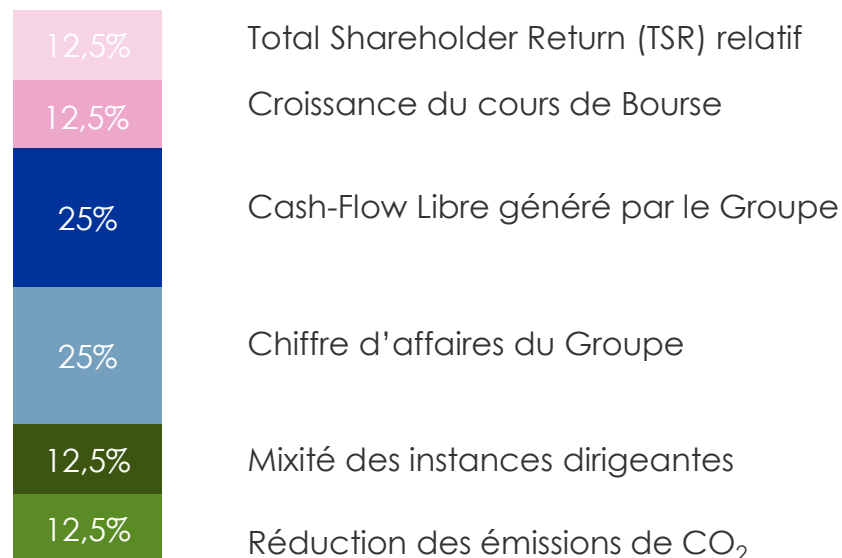 12,5% Total Shareholder Return (TSR) relatif
12,5% Croissance du cours de Bourse
25% Cash-Flow Libre généré par le Groupe
25% Chiffre d’affaires du Groupe
12,5% Mixité des instances dirigeantes
12,5% Réduction des émissions de CO₂